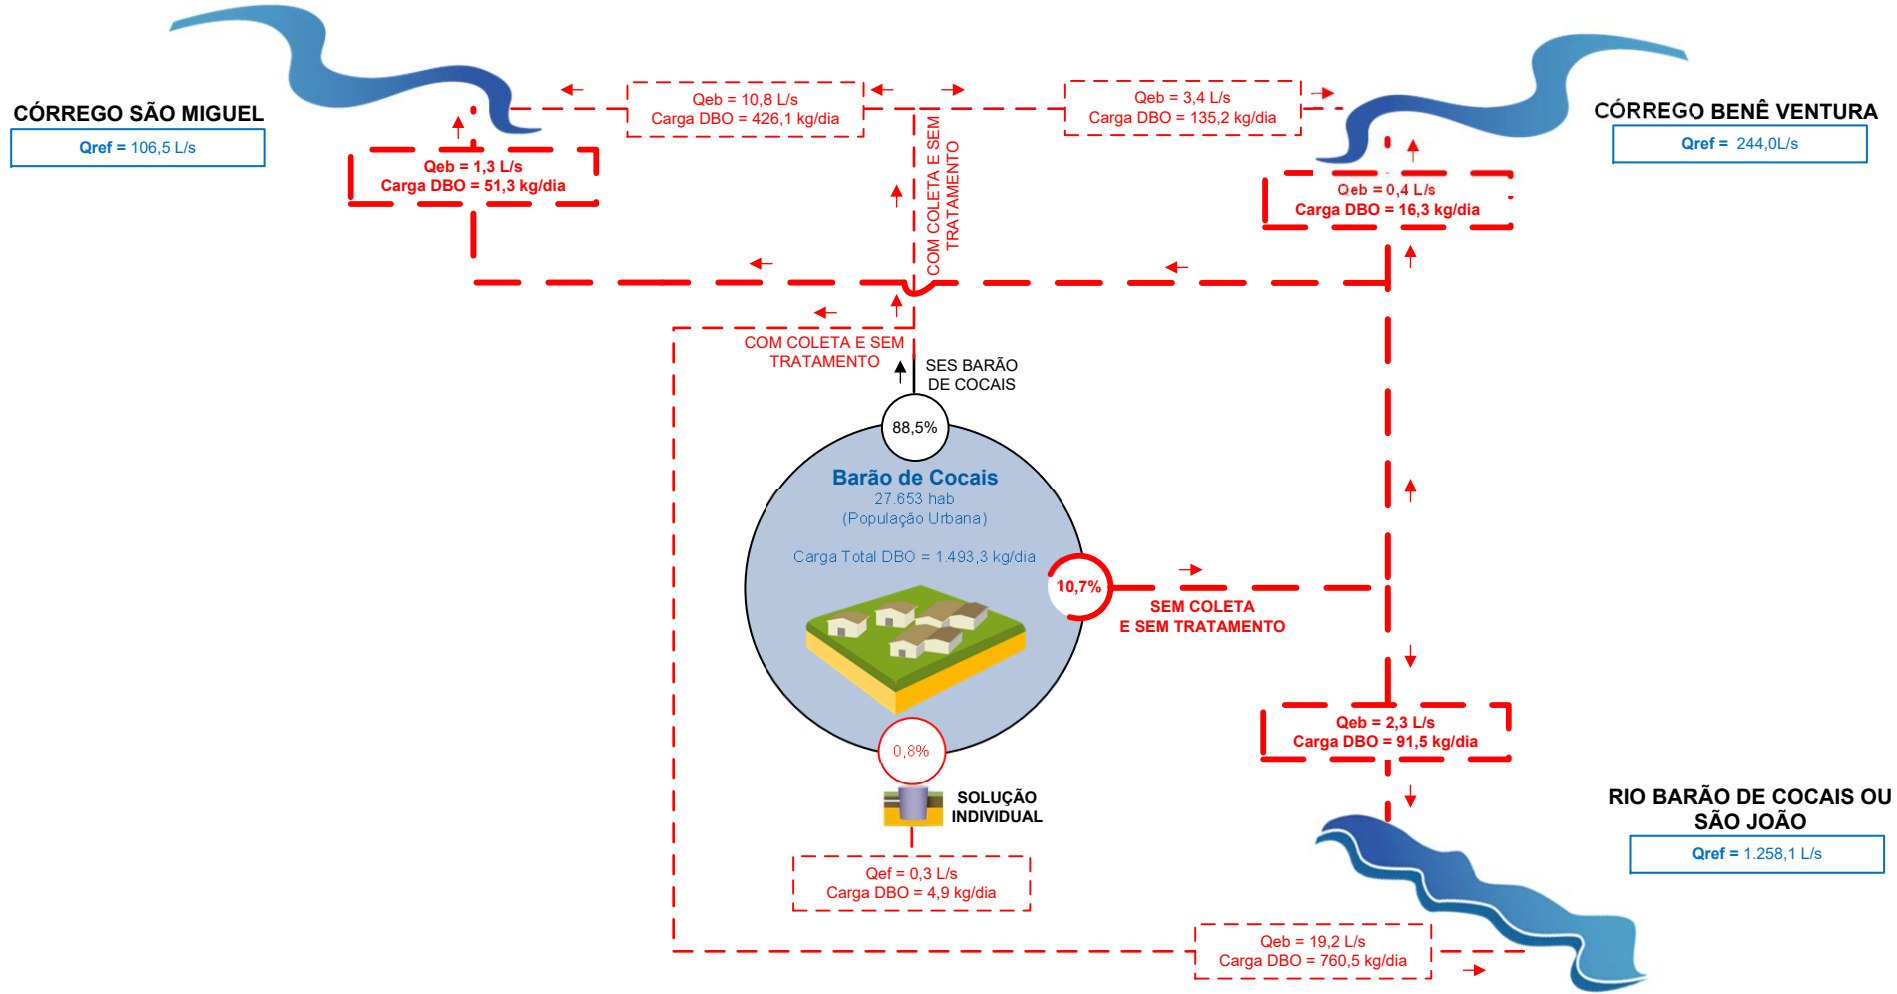 Qeb = 10,8 L/s
Carga DBO = 426,1 kg/dia
Qeb = 3,4 L/s
Carga DBO = 135,2 kg/dia
CÓRREGO SÃO MIGUEL
Qref = 106,5 L/s
CÓRREGO BENÊ VENTURA
Qref = 244,0L/s
Qeb = 1,3 L/s
Carga DBO = 51,3 kg/dia
COM COLETA E SEM
TRATAMENTO
Qeb = 0,4 L/s
Carga DBO = 16,3 kg/dia
COM COLETA E SEM
TRATAMENTO
SES BARÃO
DE COCAIS
88,5%
Barão de Cocais
27.653 hab
(População Urbana)
Carga Total DBO = 1.493,3 kg/dia
10,7%
SEM COLETA
E SEM TRATAMENTO
0,8%
SOLUÇÃO
INDIVIDUAL
Qef = 0,3 L/s
Carga DBO = 4,9 kg/dia
Qeb = 2,3 L/s
Carga DBO = 91,5 kg/dia
RIO BARÃO DE COCAIS OU
SÃO JOÃO
Qref = 1.258,1 L/s
Qeb = 19,2 L/s
Carga DBO = 760,5 kg/dia